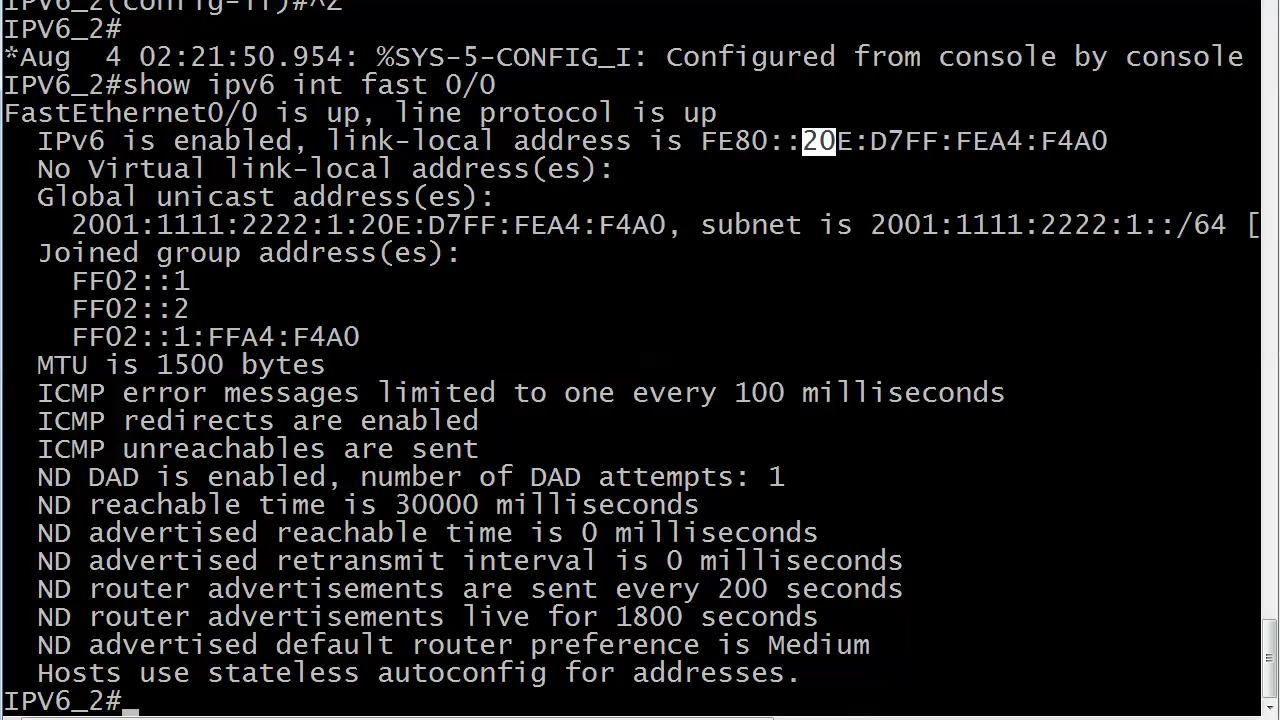 IPV6_2(config-if)#^Z
IPV6_2#
*Aug  4 02:21:50.954: %SYS-5-CONFIG_I: Configured from console by console
IPV6_2#show ipv6 int fast 0/0
FastEthernet0/0 is up, line protocol is up
  IPv6 is enabled, link-local address is FE80::20E:D7FF:FEA4:F4A0
  No Virtual link-local address(es):
  Global unicast address(es):
    2001:1111:2222:1:20E:D7FF:FEA4:F4A0, subnet is 2001:1111:2222:1::/64 [
  Joined group address(es):
    FF02::1
    FF02::2
    FF02::1:FFA4:F4A0
  MTU is 1500 bytes
  ICMP error messages limited to one every 100 milliseconds
  ICMP redirects are enabled
  ICMP unreachables are sent
  ND DAD is enabled, number of DAD attempts: 1
  ND reachable time is 30000 milliseconds
  ND advertised reachable time is 0 milliseconds
  ND advertised retransmit interval is 0 milliseconds
  ND router advertisements are sent every 200 seconds
  ND router advertisements live for 1800 seconds
  ND advertised default router preference is Medium
  Hosts use stateless autoconfig for addresses.
IPV6_2#